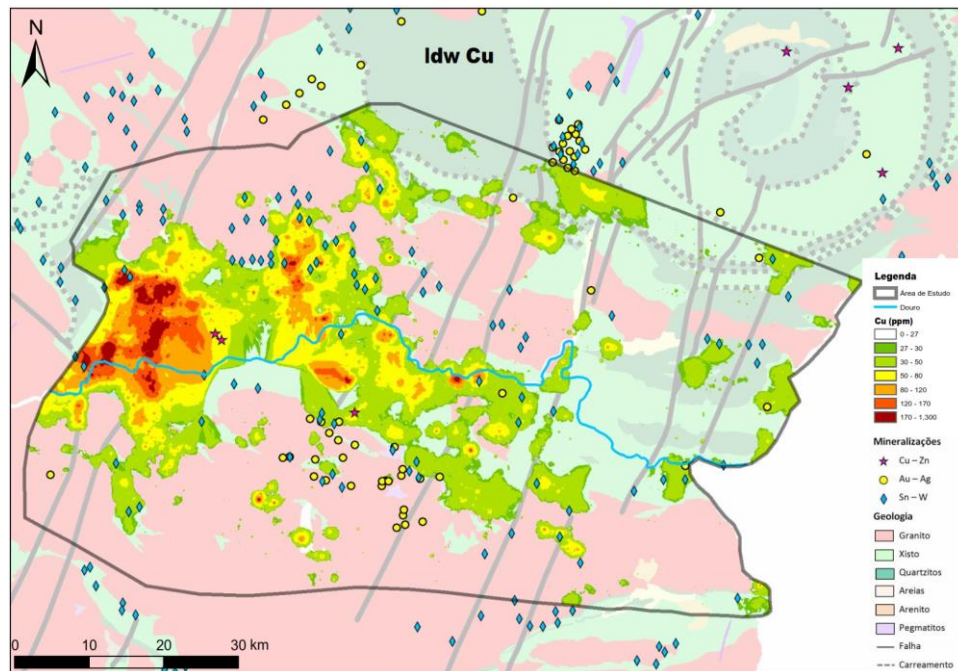 N
Idw Cu
Legenda
Área de Estudo
Douro
Cu (ppm)
0 - 27
27 - 30
30 - 50
50 - 80
80 - 120
120 - 170
170 - 1,300
Mineralizações
Cu – Zn
Au – Ag
Sn – W
Geologia
Granito
Xisto
Quartzitos
Areias
Arenito
Pegmatitos
Falha
Carreamento
0 10 20 30 km